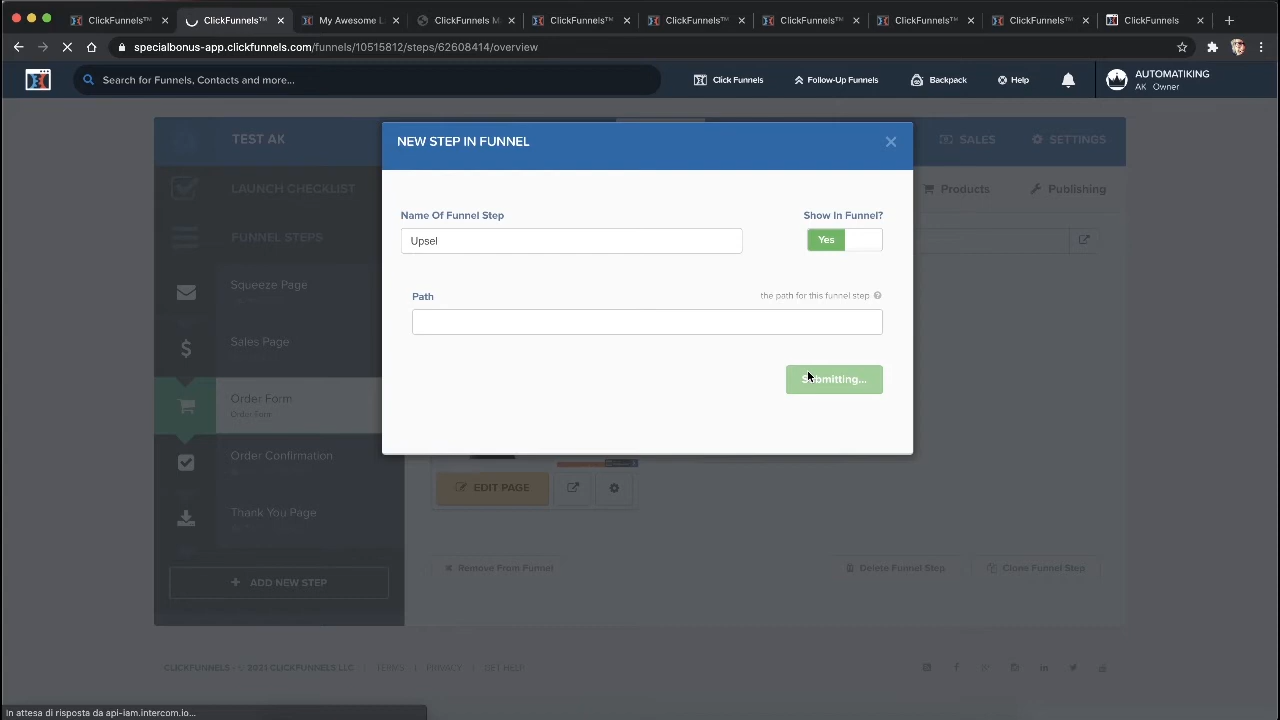 ClickFunnels™
ClickFunnels™
My Awesome L
ClickFunnels M
ClickFunnels™
ClickFunnels™
ClickFunnels™
ClickFunnels™
ClickFunnels™
ClickFunnels
specialbonus-app.clickfunnels.com/funnels/10515812/steps/62608414/overview
Search for Funnels, Contacts and more...
Click Funnels
Follow-Up Funnels
Backpack
Help
AUTOMATIKING
AK Owner
TEST AK
NEW STEP IN FUNNEL
SALES
SETTINGS
LAUNCH CHECKLIST
Products
Publishing
Name Of Funnel Step
Show In Funnel?
FUNNEL STEPS
Upsel
Yes
Squeeze Page
Path
the path for this funnel step
Sales Page
Submitting...
Order Form
Order Form
Order Confirmation
EDIT PAGE
Thank You Page
Remove From Funnel
Delete Funnel Step
Clone Funnel Step
ADD NEW STEP
CLICKFUNNELS - © 2021 CLICKFUNNELS LLC | TERMS | PRIVACY | GET HELP
In attesa di risposta da api-iam.intercom.io...